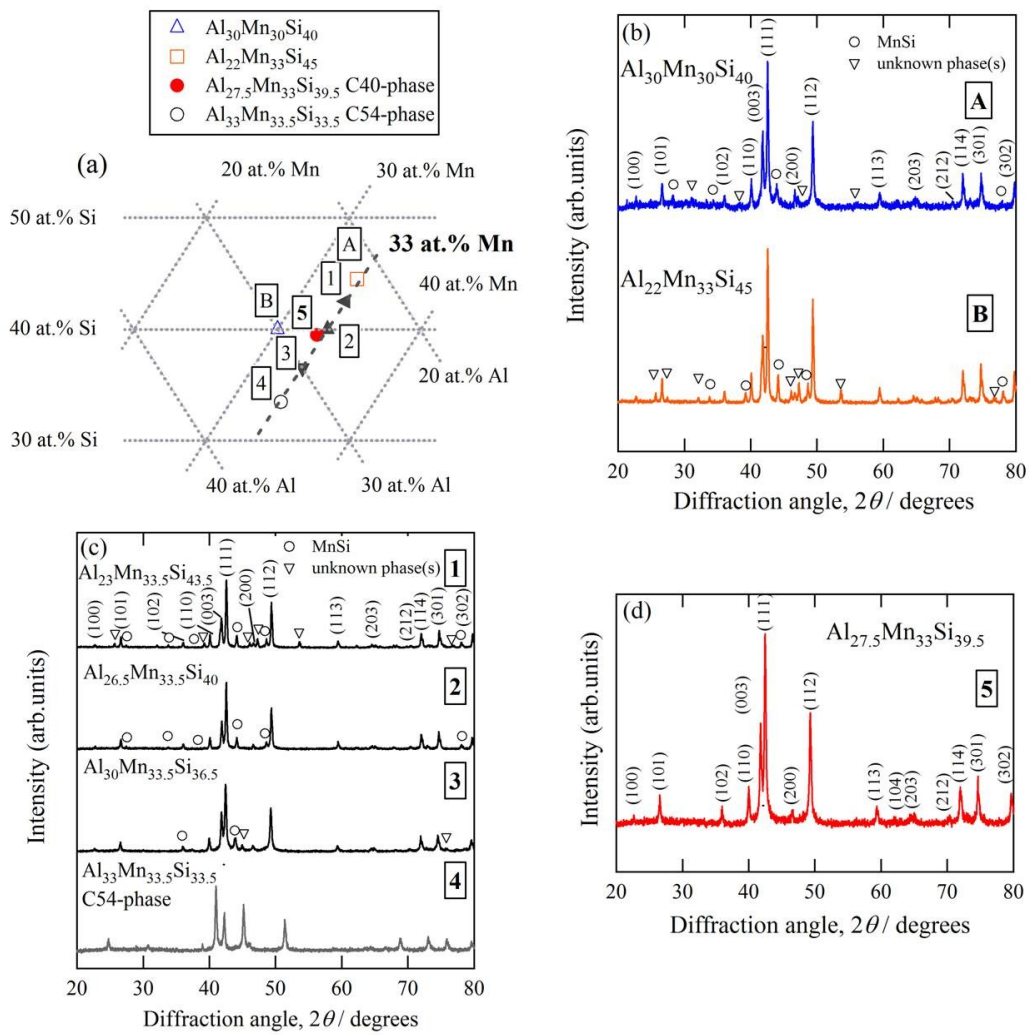 Al30Mn30Si40
Al22Mn33Si45
Al27.5Mn33Si39.5 C40-phase
Al33Mn33.5Si33.5 C54-phase
(a)
20 at.% Mn
30 at.% Mn
50 at.% Si
A
33 at.% Mn
1
40 at.% Mn
B
5
40 at.% Si
2
3
20 at.% Al
4
30 at.% Si
40 at.% Al
30 at.% Al
(b)
MnSi
unknown phase(s)
Al30Mn30Si40
A
(100)
(101)
(102)
(110)
(003)
(111)
(200)
(112)
(113)
(203)
(212)
(114)
(301)
(302)
Al22Mn33Si45
B
Intensity (arb.units)
20 30 40 50 60 70 80
Diffraction angle, 2θ / degrees
(c)
MnSi
unknown phase(s)
1
Al23Mn33.5Si43.5
(100)
(101)
(102)
(110)
(003)
(111)
(200)
(112)
(113)
(203)
(212)
(114)
(301)
(302)
Al26.5Mn33.5Si40
2
Al30Mn33.5Si36.5
3
Al33Mn33.5Si33.5
C54-phase
4
Intensity (arb.units)
20 30 40 50 60 70 80
Diffraction angle, 2θ / degrees
(d)
Al27.5Mn33Si39.5
5
(100)
(101)
(102)
(110)
(003)
(111)
(200)
(112)
(113)
(104)
(203)
(212)
(114)
(301)
(302)
Intensity (arb.units)
20 30 40 50 60 70 80
Diffraction angle, 2θ / degrees